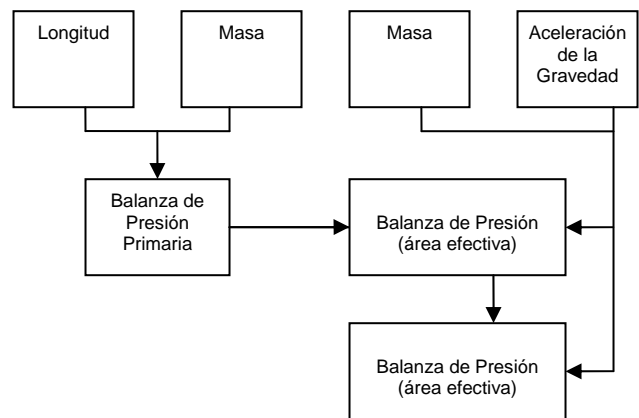 Longitud
Masa
Masa
Aceleración
de la
Gravedad
Balanza de
Presión
Primaria
Balanza de Presión
(área efectiva)
Balanza de Presión
(área efectiva)